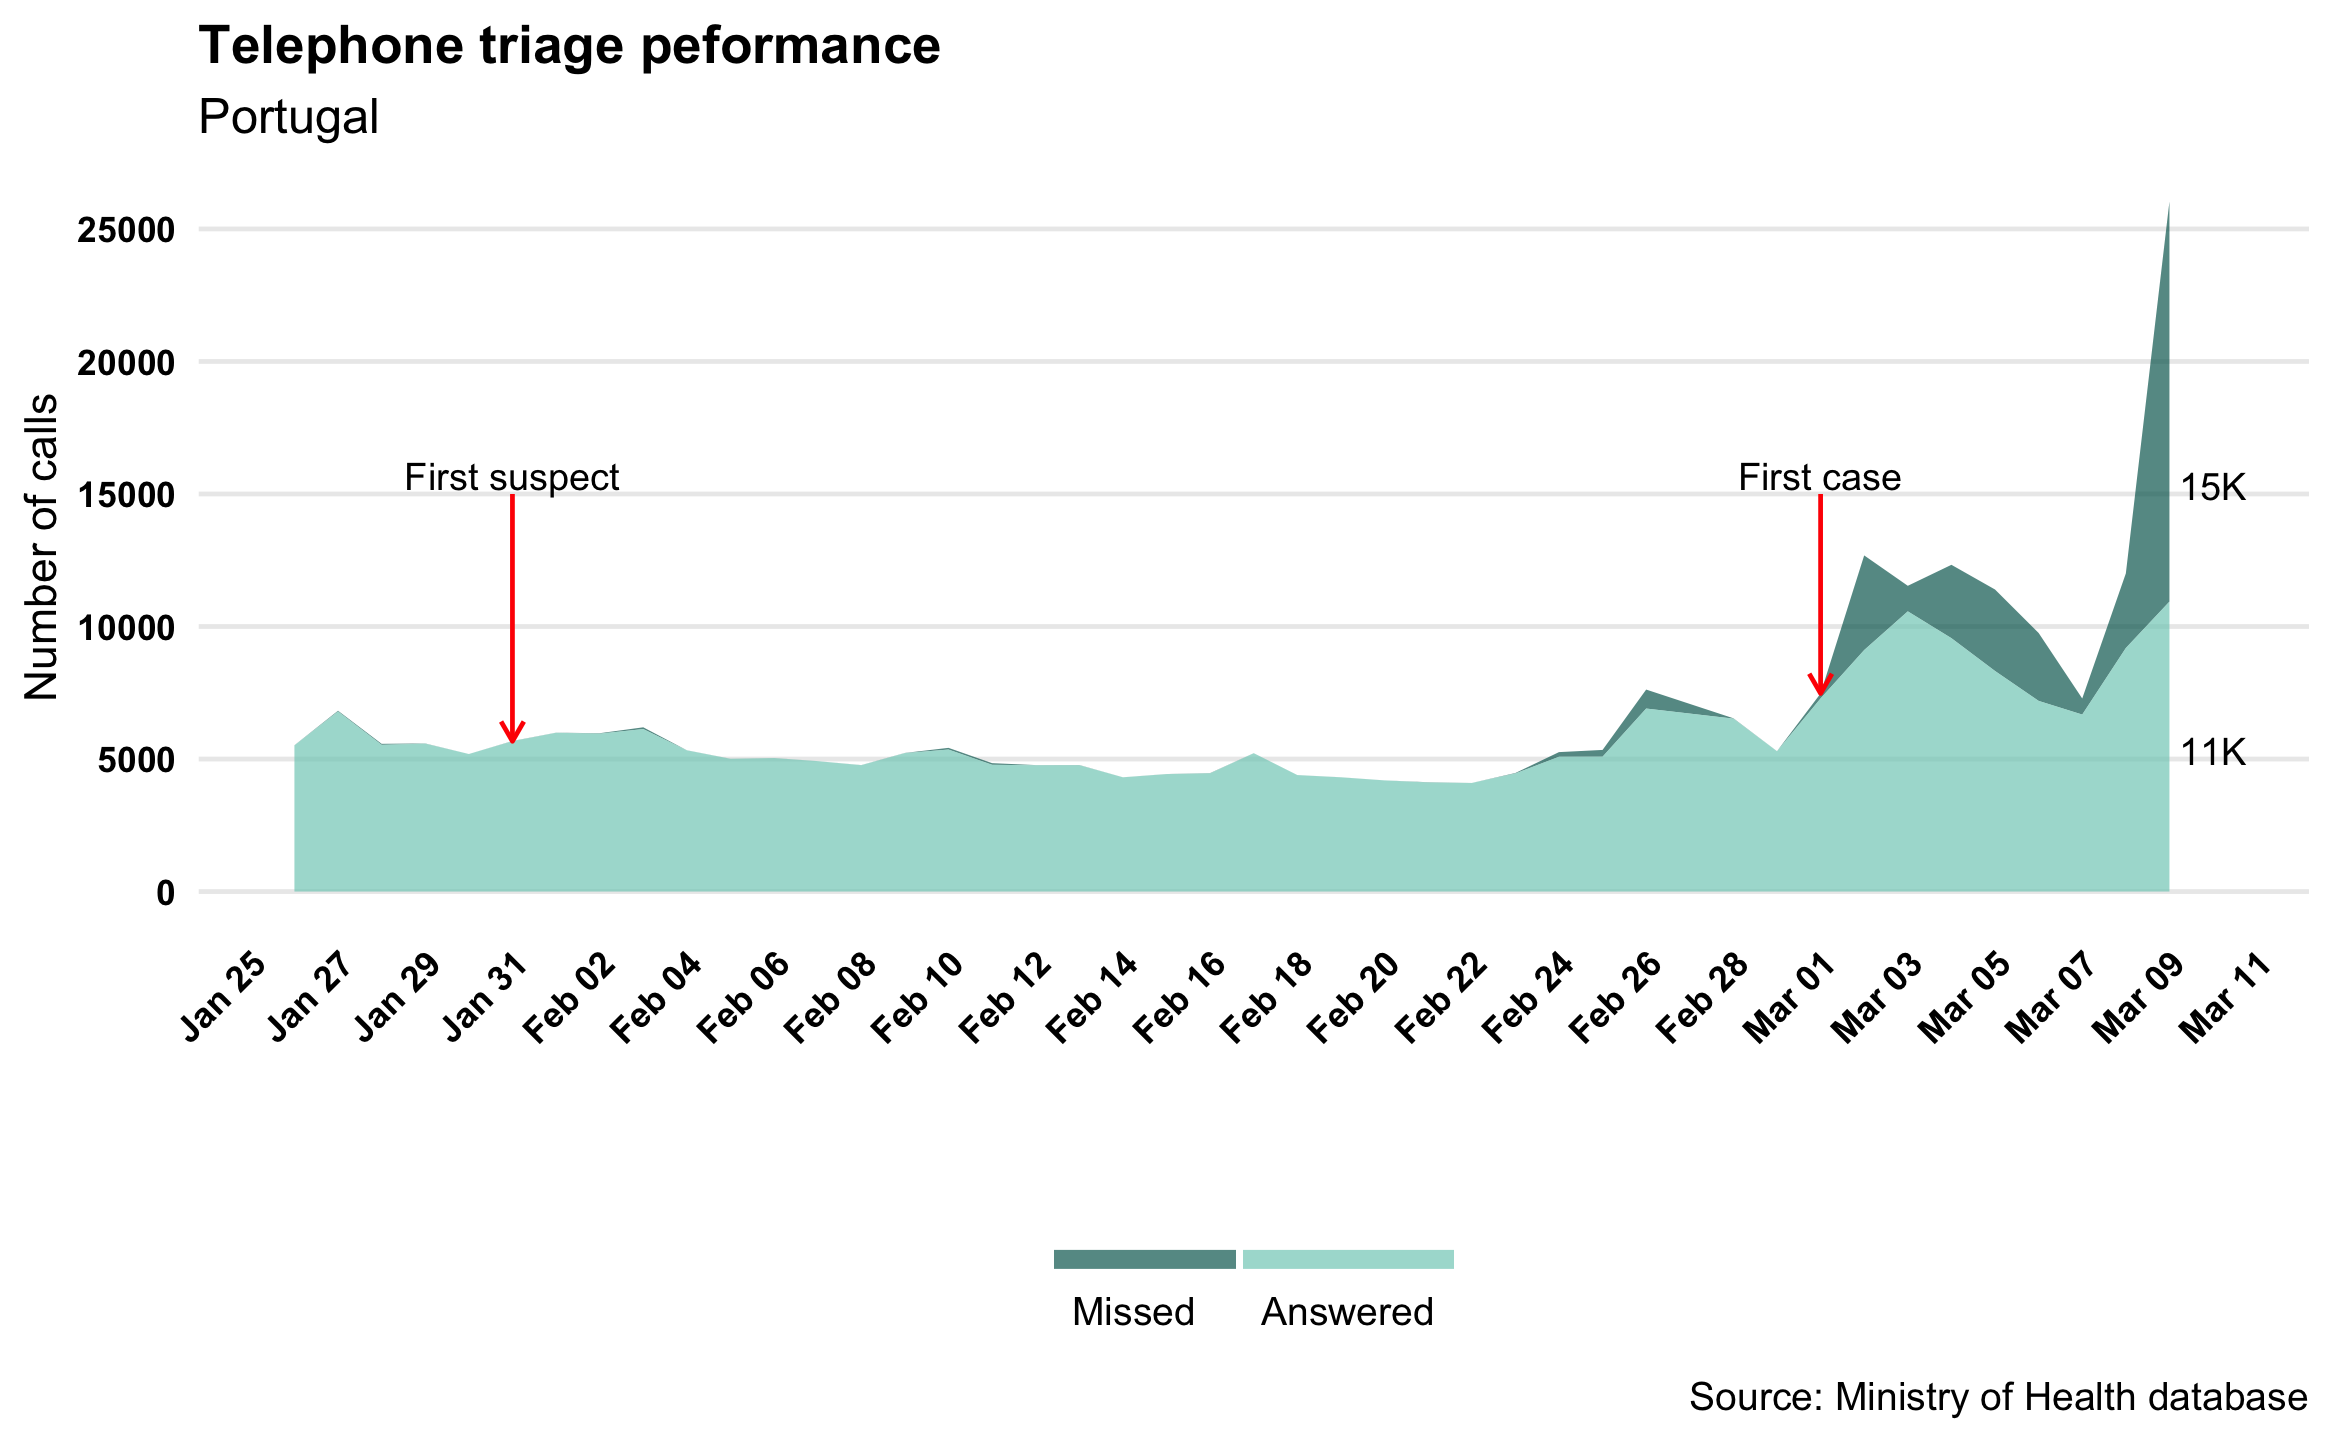 Telephone triage peformance
Portugal
Number of calls
25000
20000
15000
10000
5000
0
First suspect
First case
15K
11K
Jan 25
Jan 27
Jan 29
Jan 31
Feb 02
Feb 04
Feb 06
Feb 08
Feb 10
Feb 12
Feb 14
Feb 16
Feb 18
Feb 20
Feb 22
Feb 24
Feb 26
Feb 28
Mar 01
Mar 03
Mar 05
Mar 07
Mar 09
Mar 11
Missed
Answered
Source: Ministry of Health database